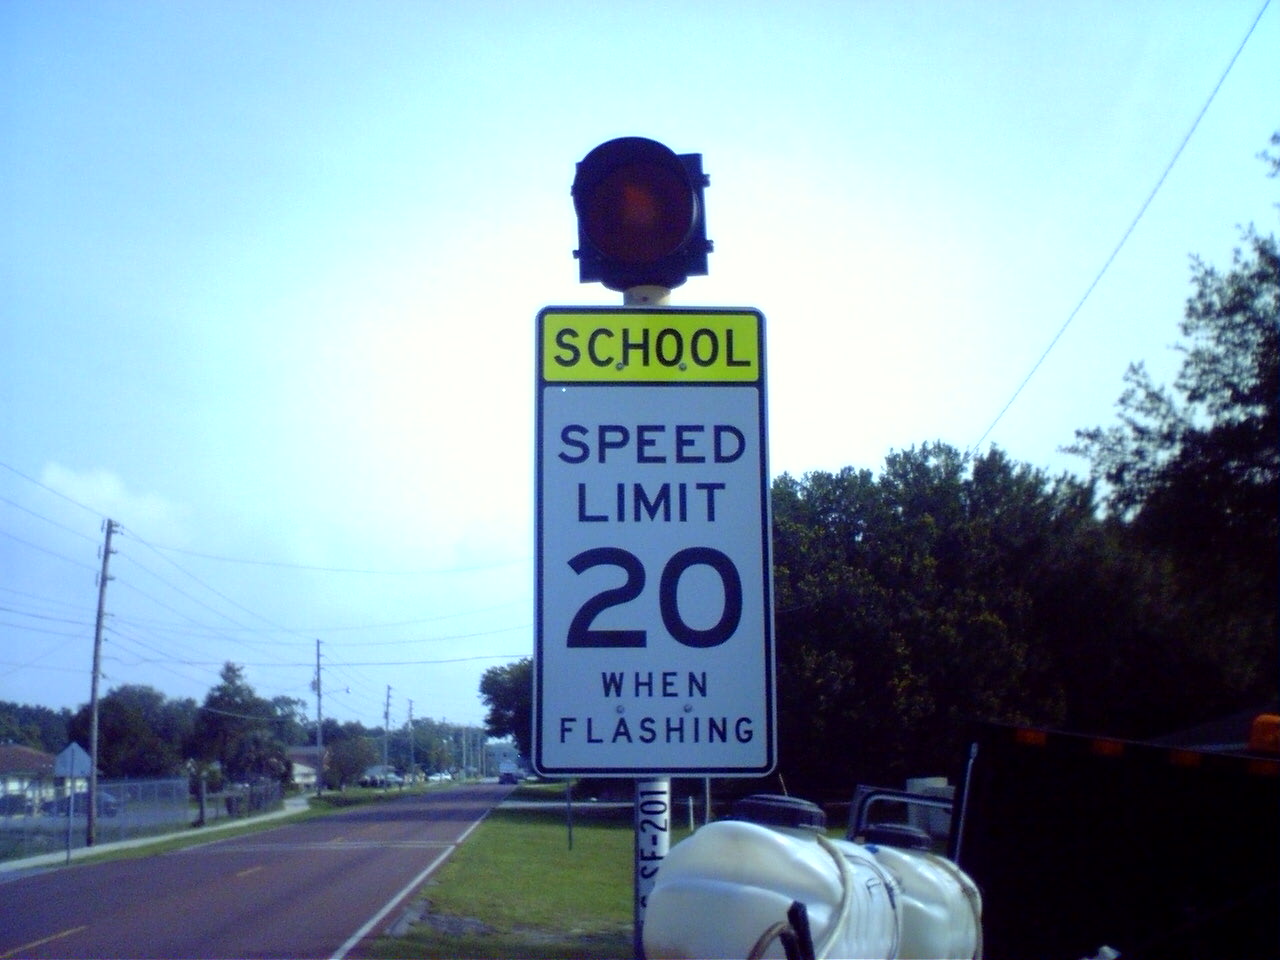 SCHOOL
SPEED
LIMIT
20
WHEN
FLASHING
SF-201